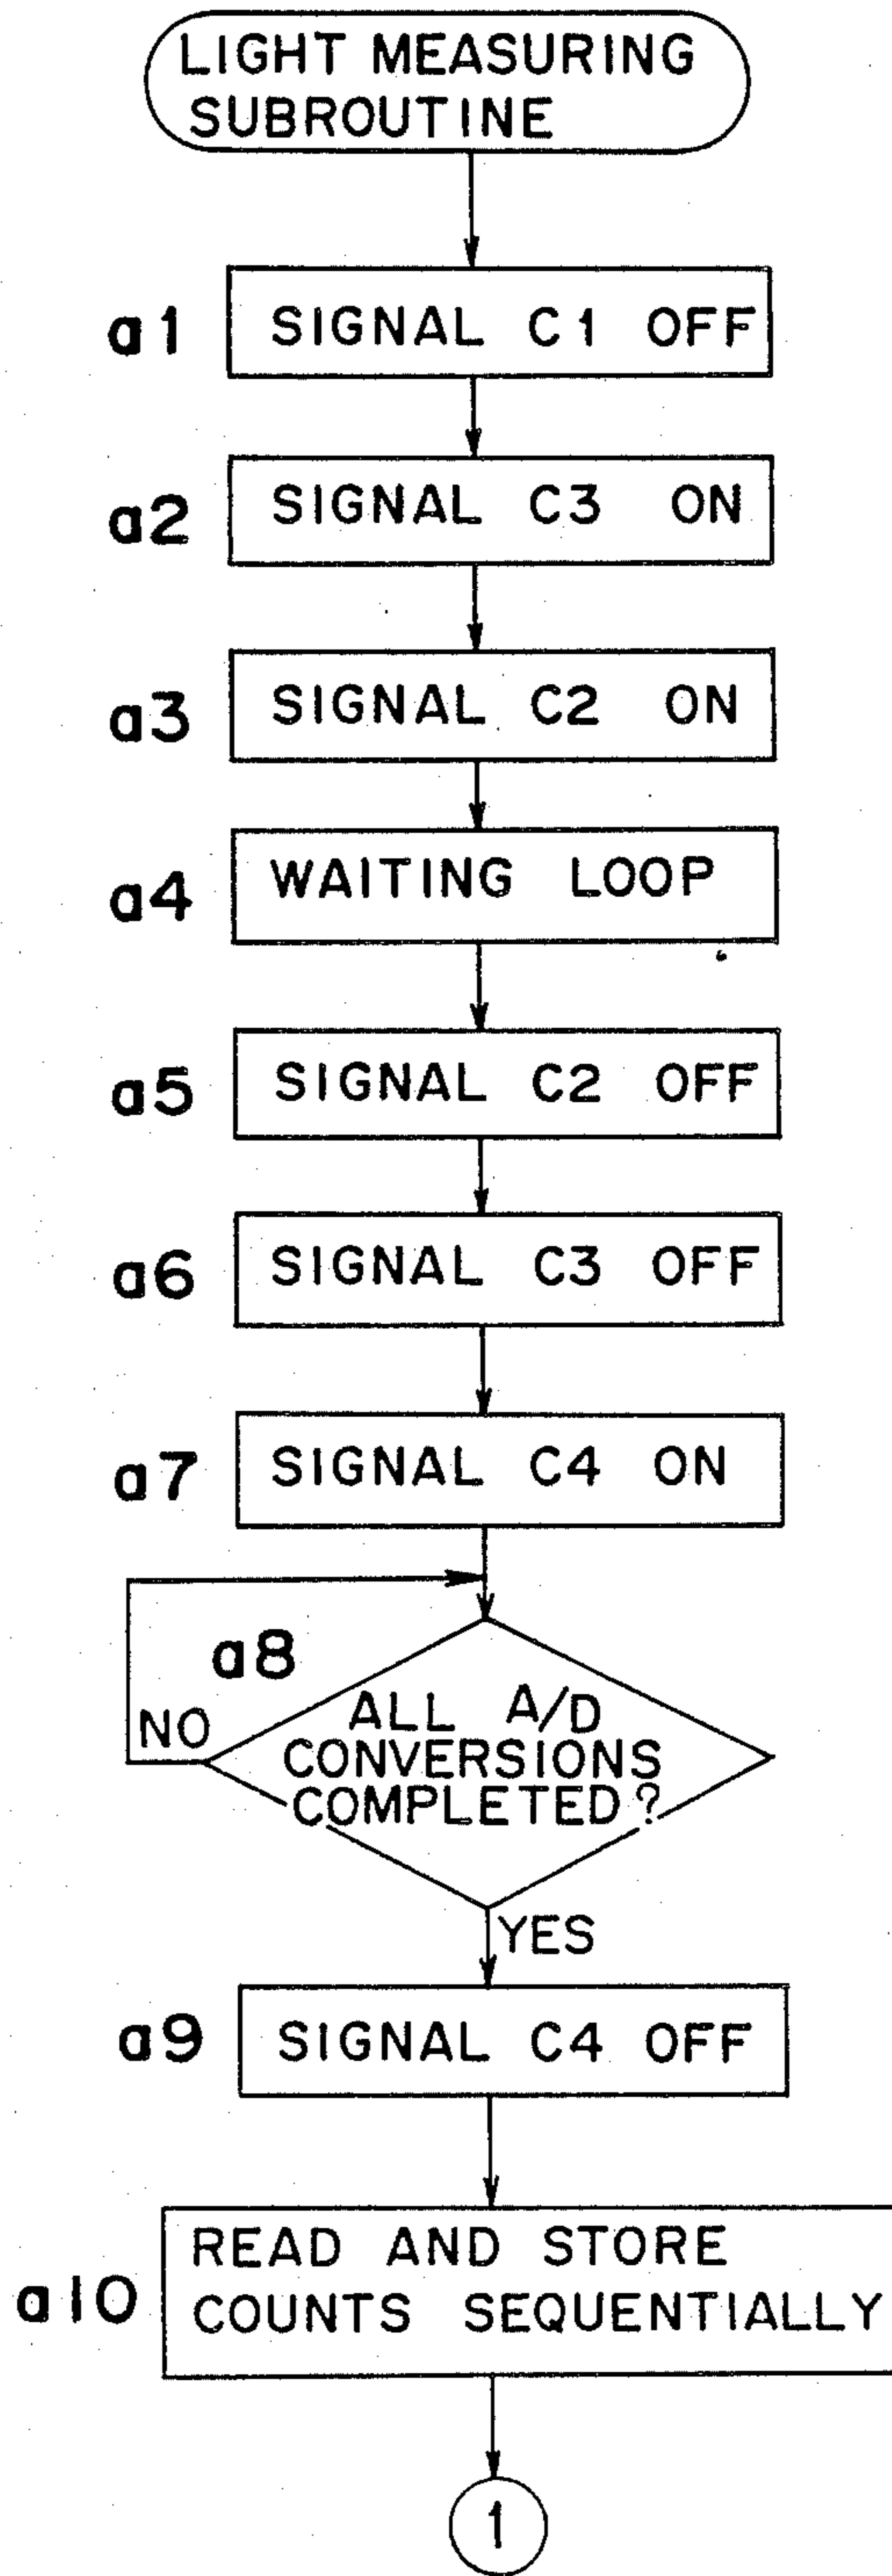 LIGHT MEASURING
SUBROUTINE
a1
SIGNAL C1 OFF
a2
SIGNAL C3 ON
a3
SIGNAL C2 ON
a4
WAITING LOOP
a5
SIGNAL C2 OFF
a6
SIGNAL C3 OFF
a7
SIGNAL C4 ON
a8
NO
ALL A/D
CONVERSIONS
COMPLETED?
YES
a9
SIGNAL C4 OFF
a10
READ AND STORE
COUNTS SEQUENTIALLY
1